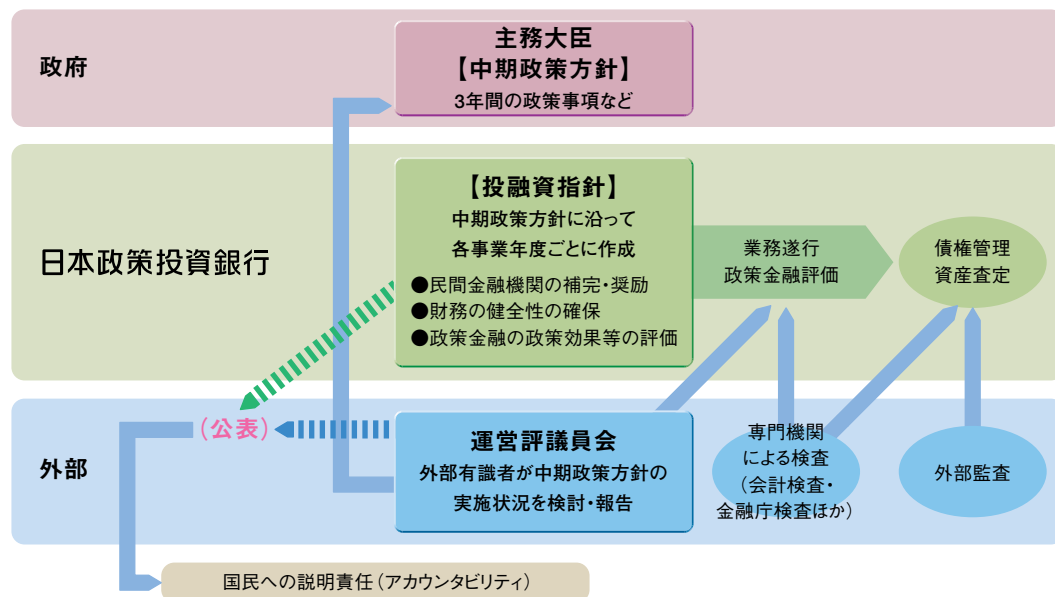 政府
主務大臣
【中期政策方針】
3年間の政策事項など
日本政策投資銀行
【投融資指針】
中期政策方針に沿って
各事業年度ごとに作成
●民間金融機関の補完・奨励
●財務の健全性の確保
●政策金融の政策効果等の評価
業務遂行
政策金融評価
債権管理
資産査定
外部
（公表）
運営評議員会
外部有識者が中期政策方針の
実施状況を検討・報告
専門機関
による検査
（会計検査・
金融庁検査ほか）
外部監査
国民への説明責任（アカウンタビリティ）